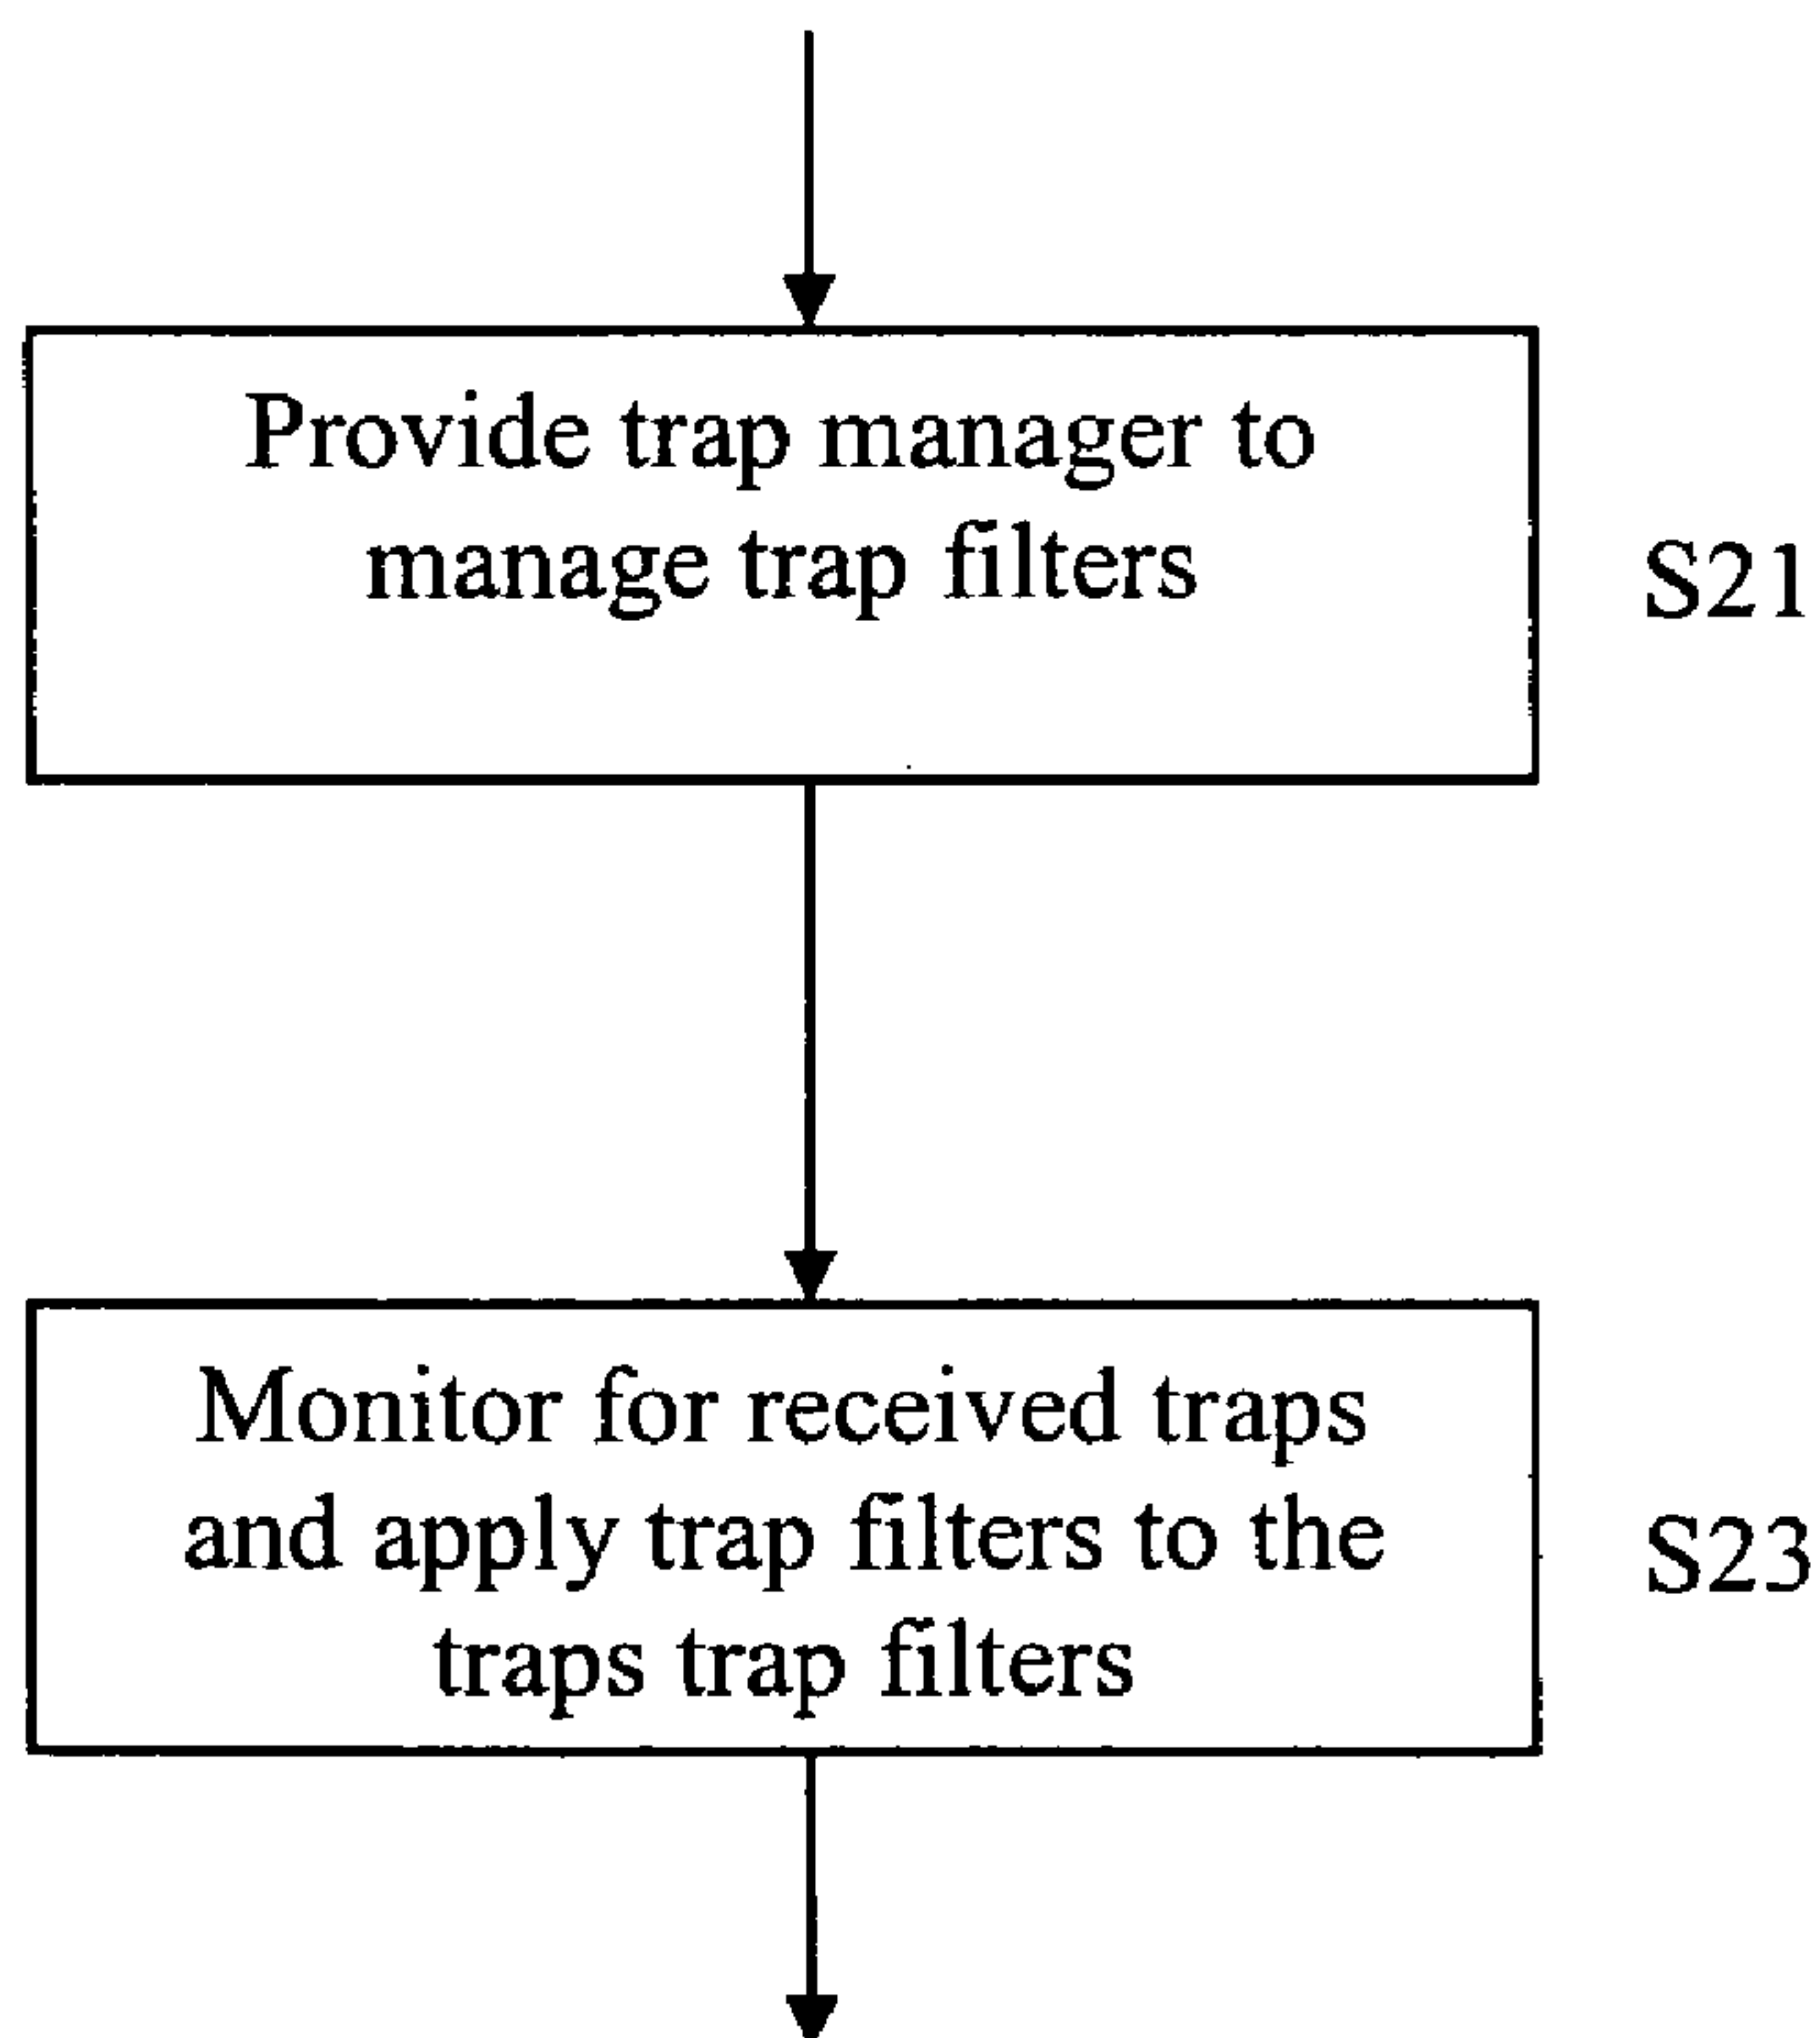 Provide trap manager to
manage trap filters
S21
Monitor for received traps
and apply trap filters to the
traps trap filters
S23